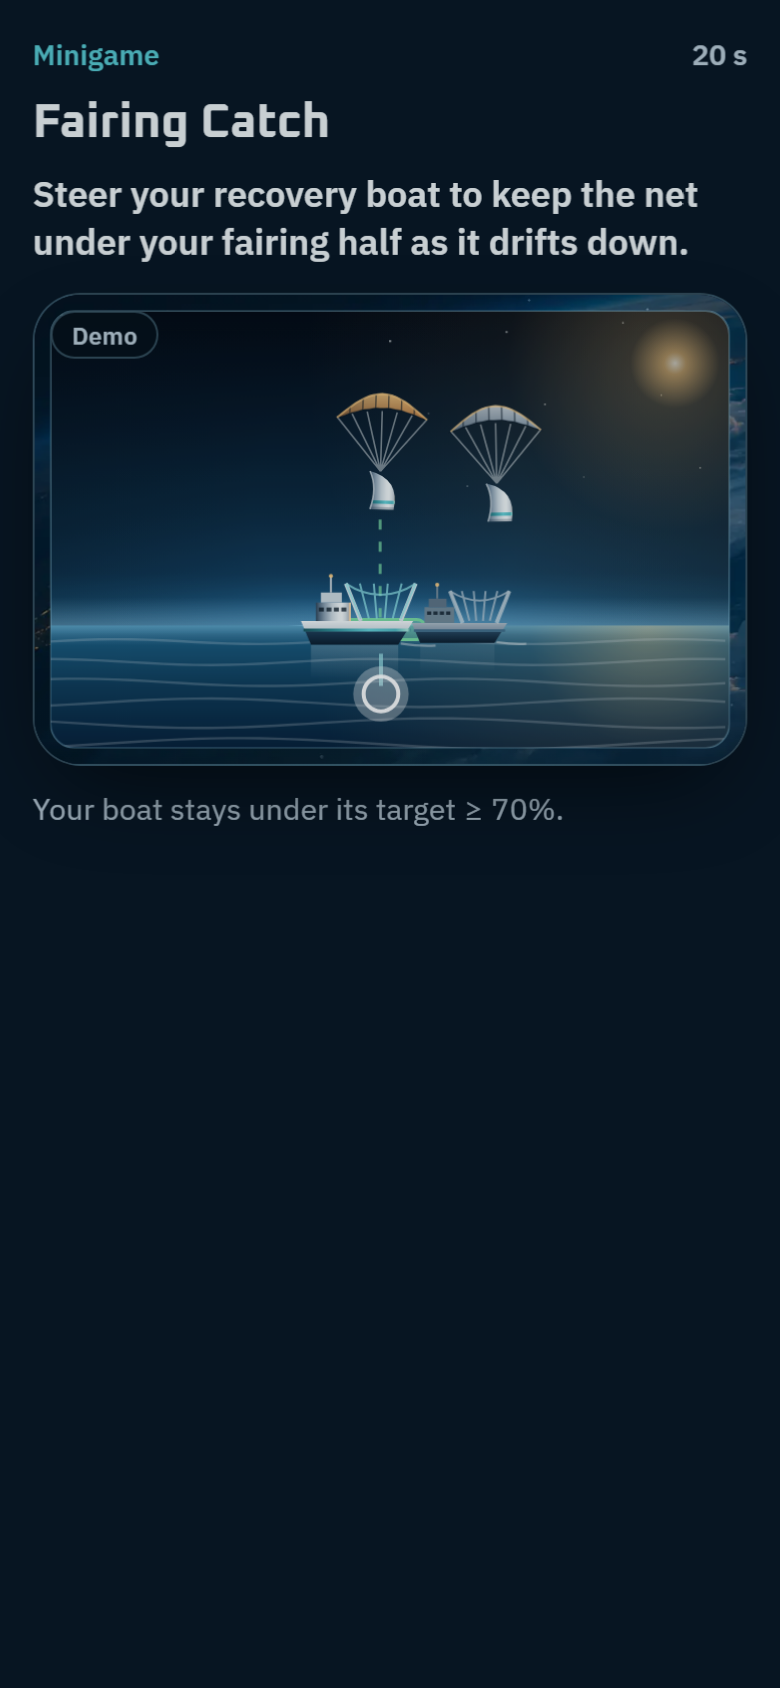 Minigame
20 s
Fairing Catch
Steer your recovery boat to keep the net
under your fairing half as it drifts down.
Demo
Your boat stays under its target ≥ 70%.